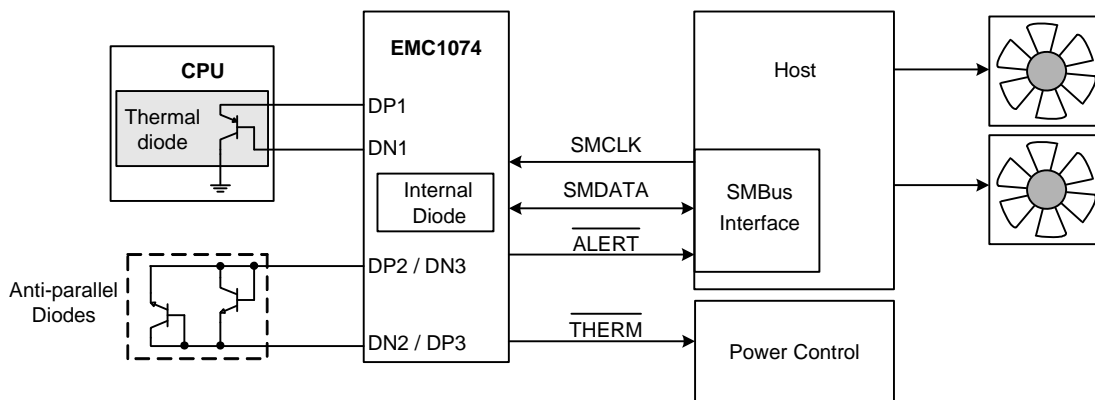 EMC1074
CPU
Thermal
diode
DP1
DN1
Internal
Diode
DP2 / DN3
DN2 / DP3
Anti-parallel
Diodes
SMCLK
SMDATA
ALERT
THERM
Host
SMBus
Interface
Power Control